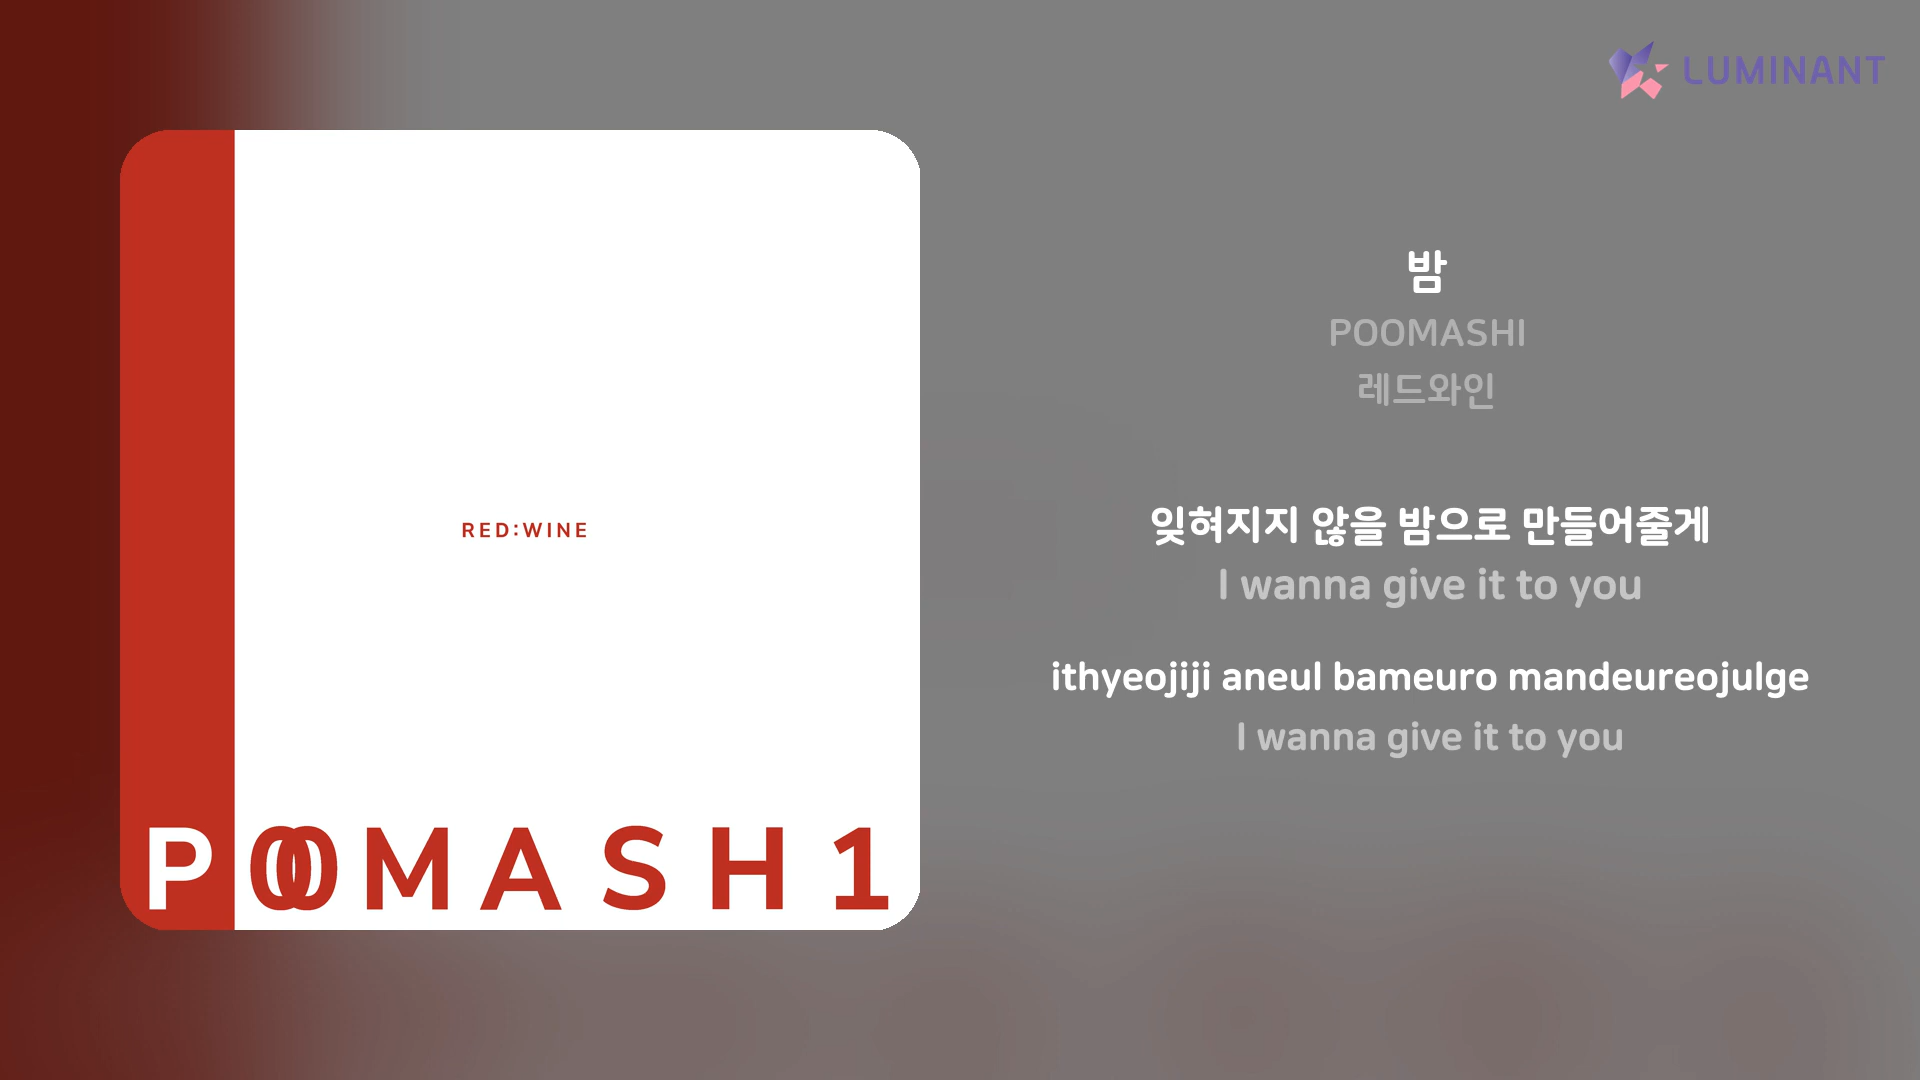 LUMINANT
RED:WINE
POOMASH1
밤
POOMASHI
레드와인
잊혀지지 않을 밤으로 만들어줄게
I wanna give it to you
ithyeojiji aneul bameuro mandeureojulge
I wanna give it to you